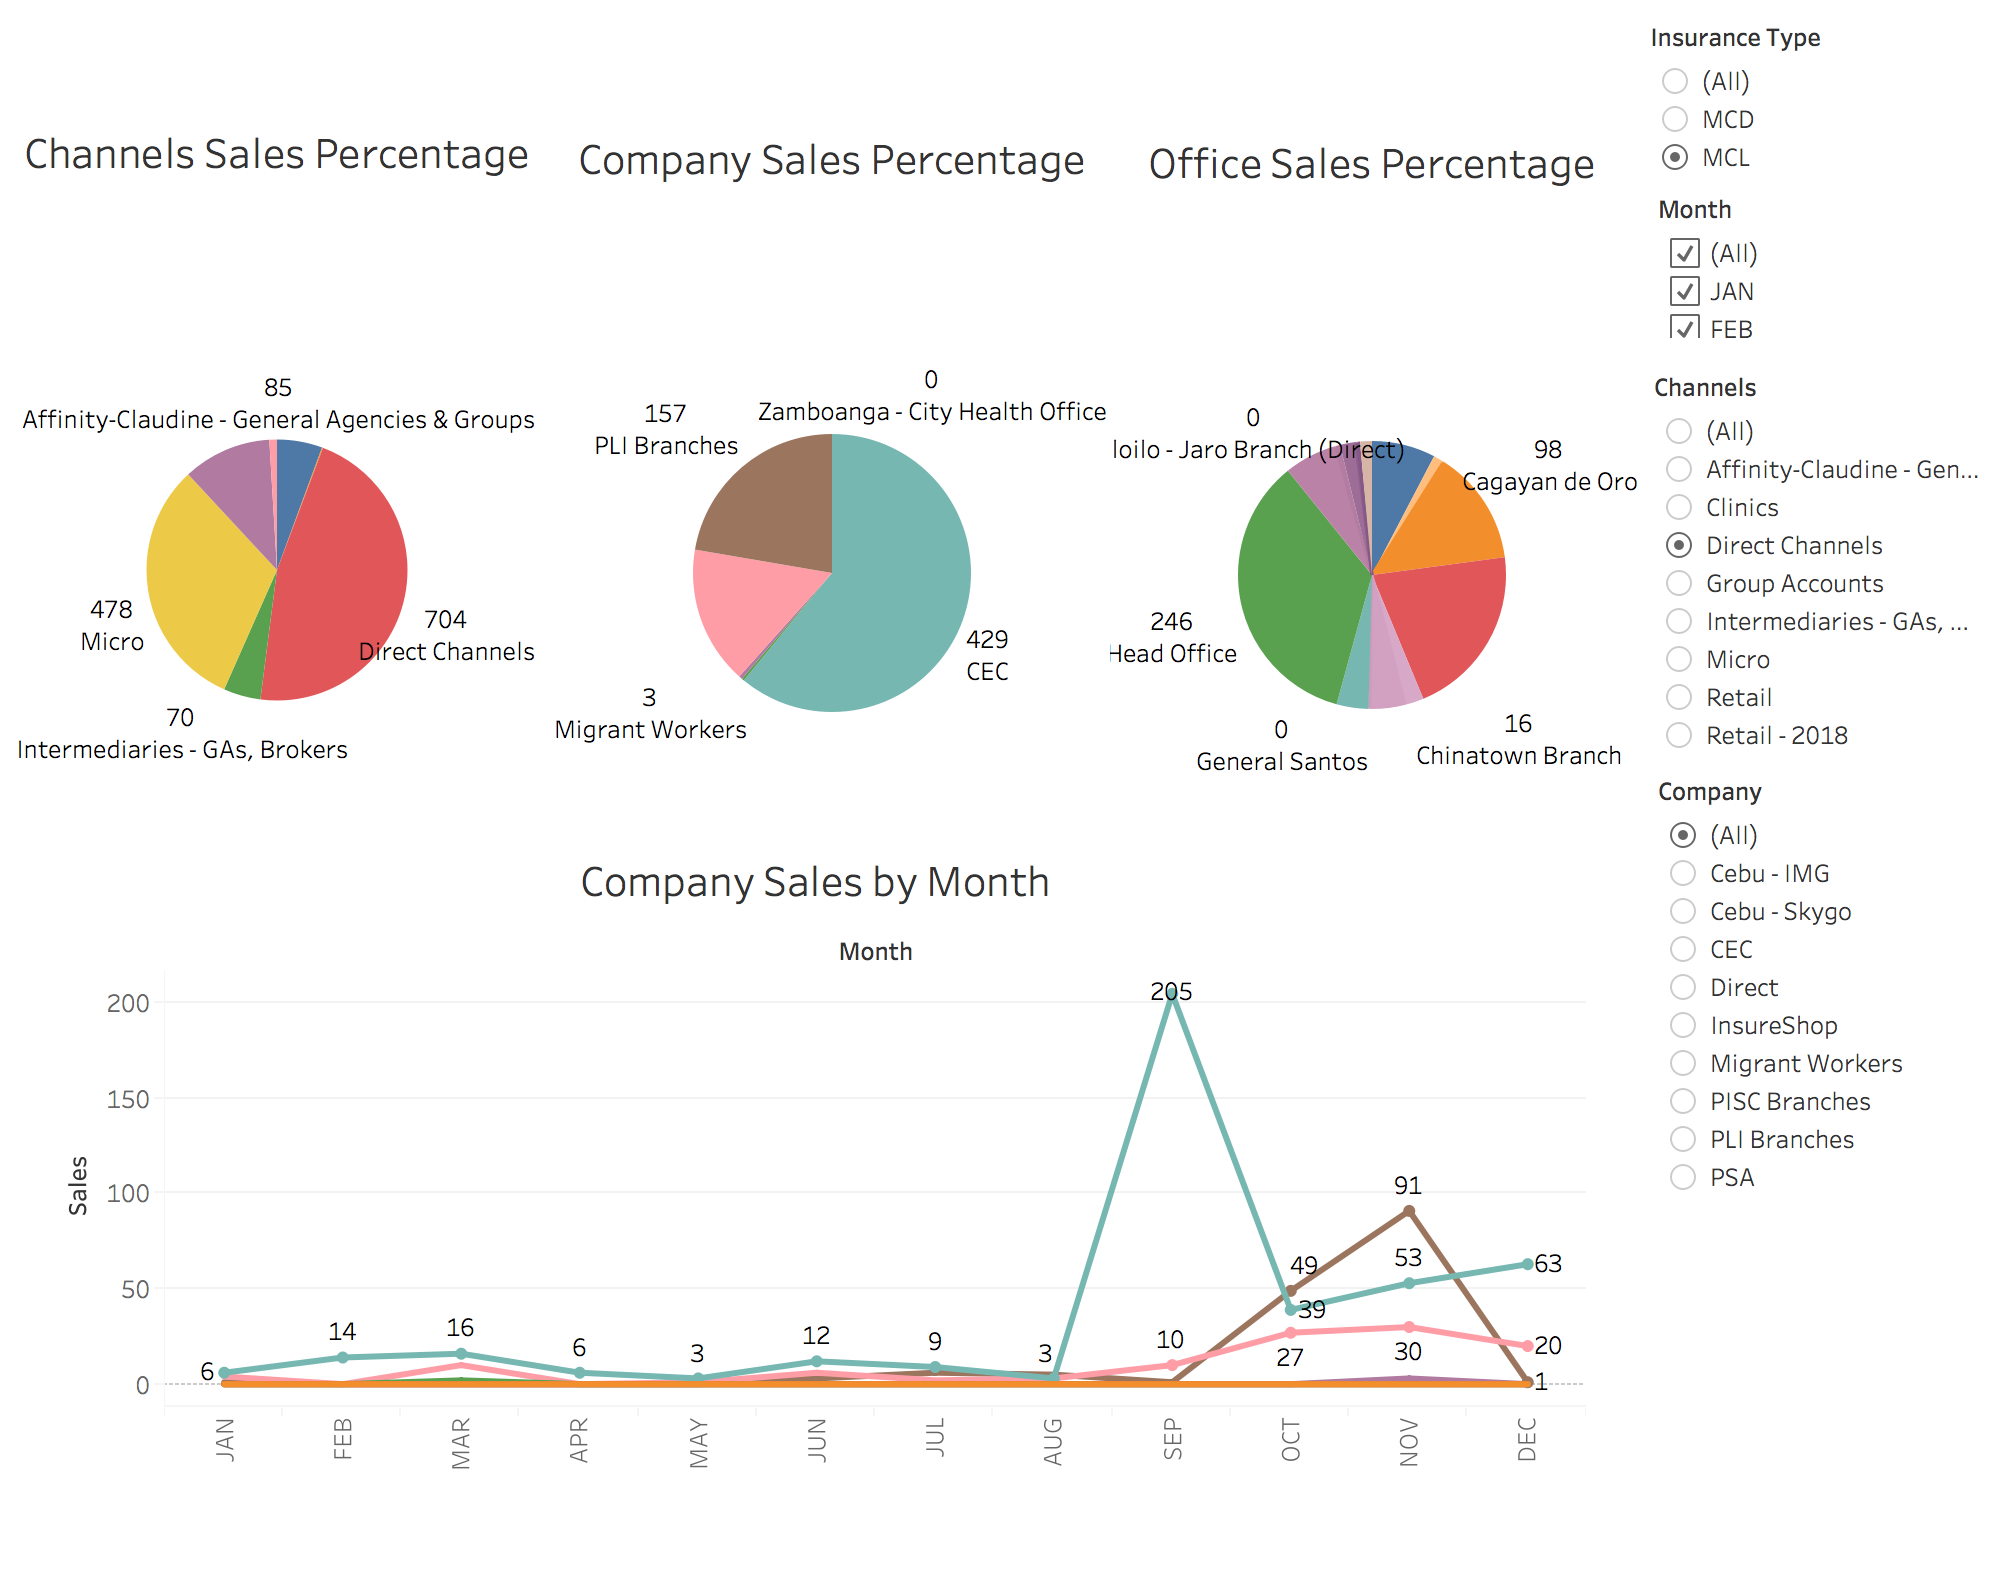 Channels Sales Percentage
Company Sales Percentage
Office Sales Percentage
85
Affinity-Claudine - General Agencies & Groups
478
Micro
704
Direct Channels
70
Intermediaries - GAs, Brokers
0
Zamboanga - City Health Office
157
PLI Branches
429
CEC
3
Migrant Workers
0
loilo - Jaro Branch (Direct)
98
Cagayan de Oro
246
Head Office
0
General Santos
16
Chinatown Branch
Insurance Type
(All)
MCD
MCL
Month
(All)
JAN
FEB
Channels
(All)
Affinity-Claudine - Gen...
Clinics
Direct Channels
Group Accounts
Intermediaries - GAs, ...
Micro
Retail
Retail - 2018
Company
(All)
Cebu - IMG
Cebu - Skygo
CEC
Direct
InsureShop
Migrant Workers
PISC Branches
PLI Branches
PSA
Company Sales by Month
Month
Sales
200
150
100
50
0
6
14
16
6
3
12
9
3
205
10
49
39
27
91
53
30
63
20
1
JAN
FEB
MAR
APR
MAY
JUN
JUL
AUG
SEP
OCT
NOV
DEC